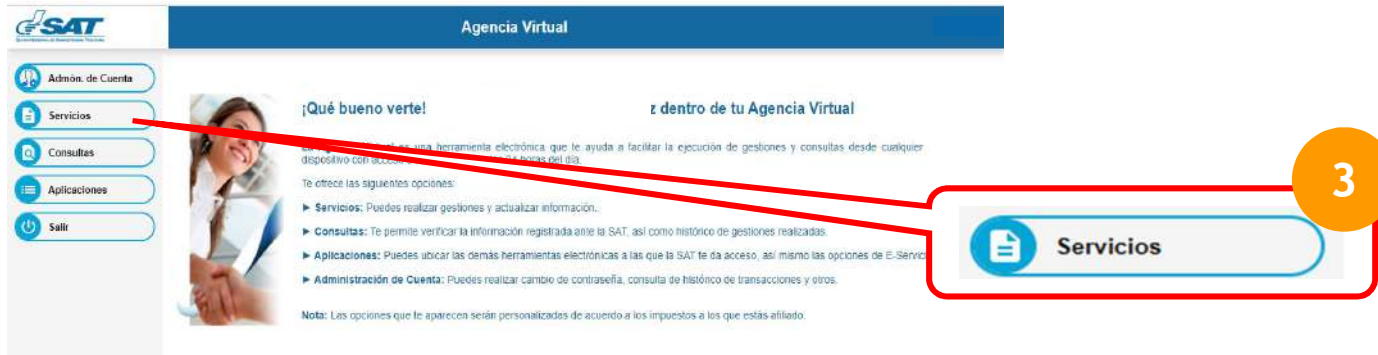 SAT
Agencia Virtual
Admón. de Cuenta
Servicios
Consultas
Aplicaciones
Salir
¡Qué bueno verte! z dentro de tu Agencia Virtual
es una herramienta electrónica que te ayuda a facilitar la ejecución de gestiones y consultas desde cualquier
dispositivo con horas del día.
Te ofrece las siguientes opciones:
► Servicios: Puedes realizar gestiones y actualizar información.
► Consultas: Te permite verificar la información registrada ante la SAT, así como histórico de gestiones realizadas.
► Aplicaciones: Puedes ubicar las demás herramientas electrónicas a las que la SAT te da acceso, así mismo las opciones de E-Servic
► Administración de Cuenta: Puedes realizar cambio de contraseña, consulta de histórico de transacciones y otros.
Nota: Las opciones que te aparecen serán personalizadas de acuerdo a los impuestos a los que estás afiliado.
3
Servicios